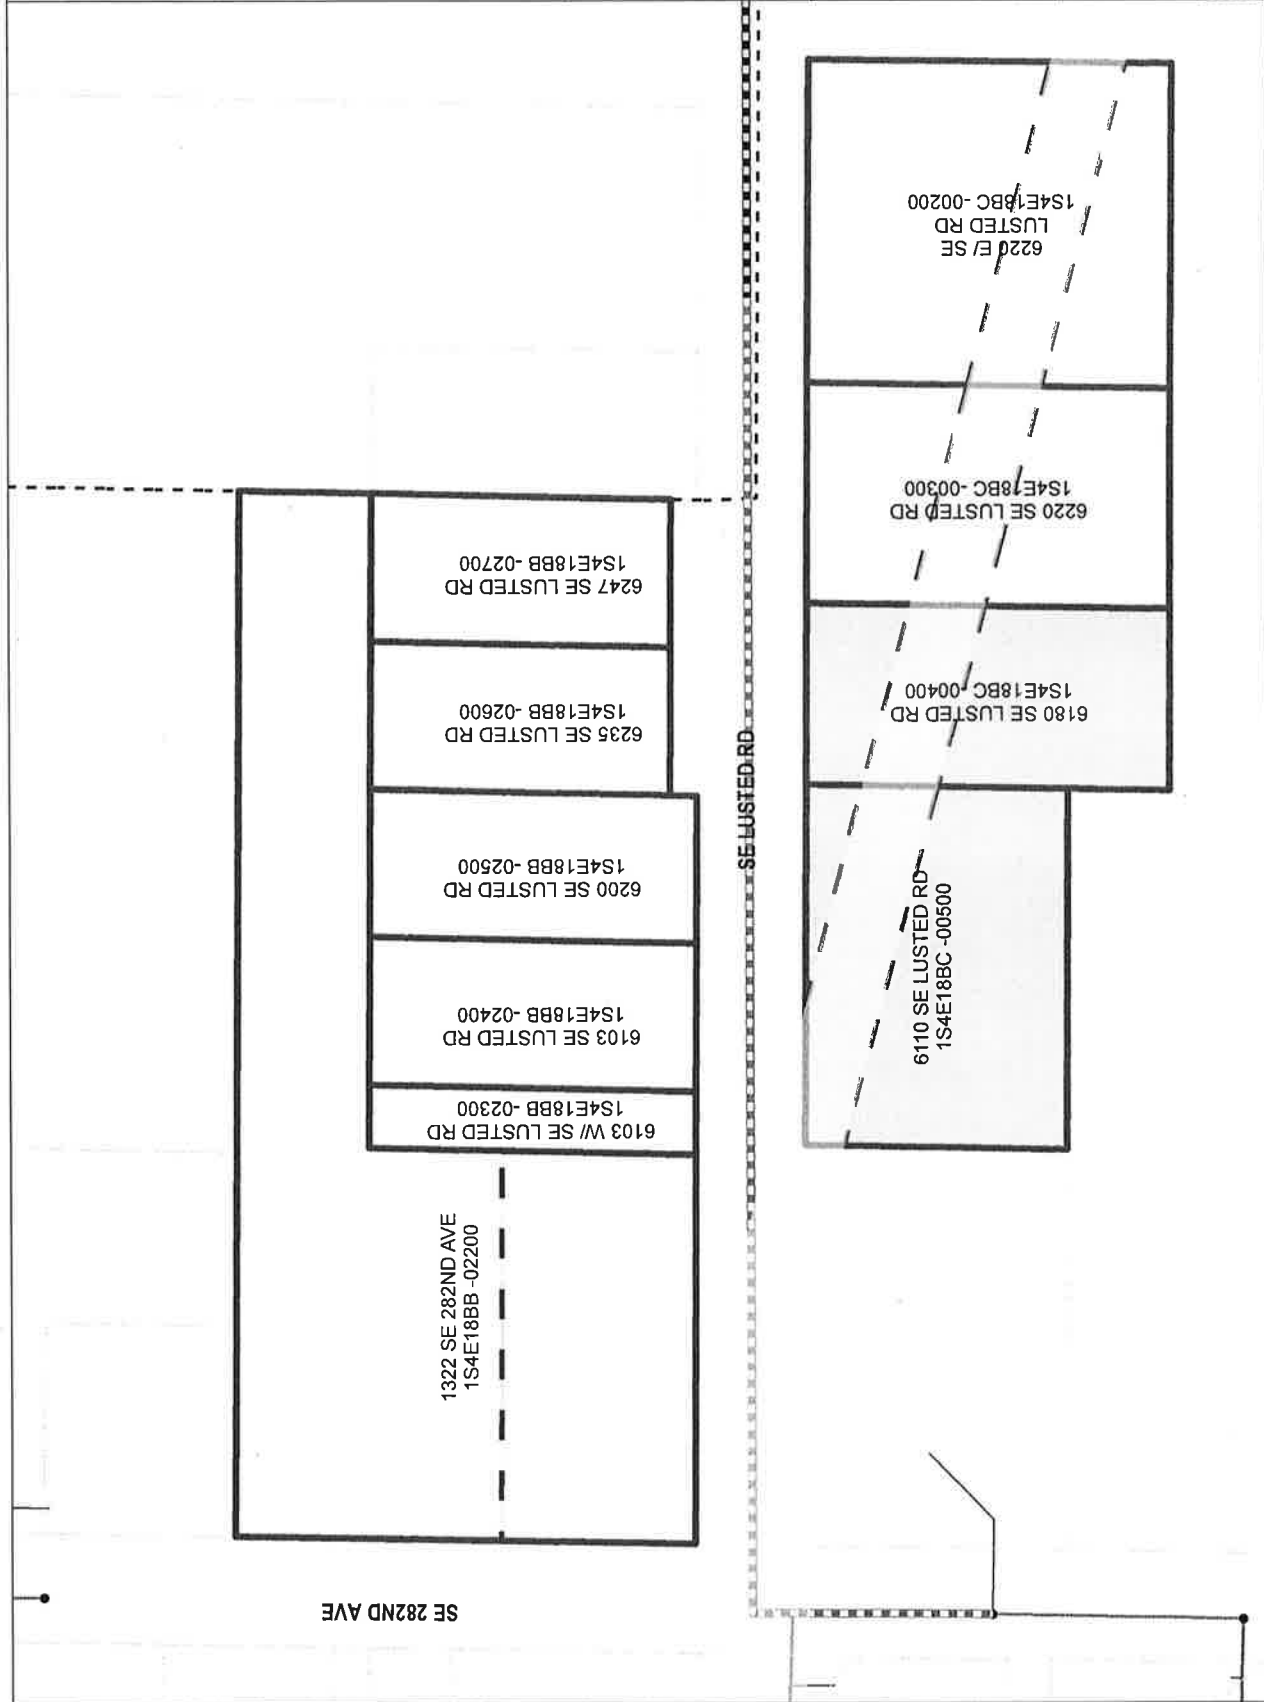 6220 E/ SE
LUSTED RD
1S4E18BC -00200
6220 SE LUSTED RD
1S4E18BC -00300
6247 SE LUSTED RD
1S4E18BB -02700
6235 SE LUSTED RD
1S4E18BB -02600
6180 SE LUSTED RD
1S4E18BC -00400
SE LUSTED RD
6200 SE LUSTED RD
1S4E18BB -02500
6110 SE LUSTED RD
1S4E18BC -00500
6103 SE LUSTED RD
1S4E18BB -02400
6103 W/ SE LUSTED RD
1S4E18BB -02300
1322 SE 282ND AVE
1S4E18BB -02200
SE 282ND AVE